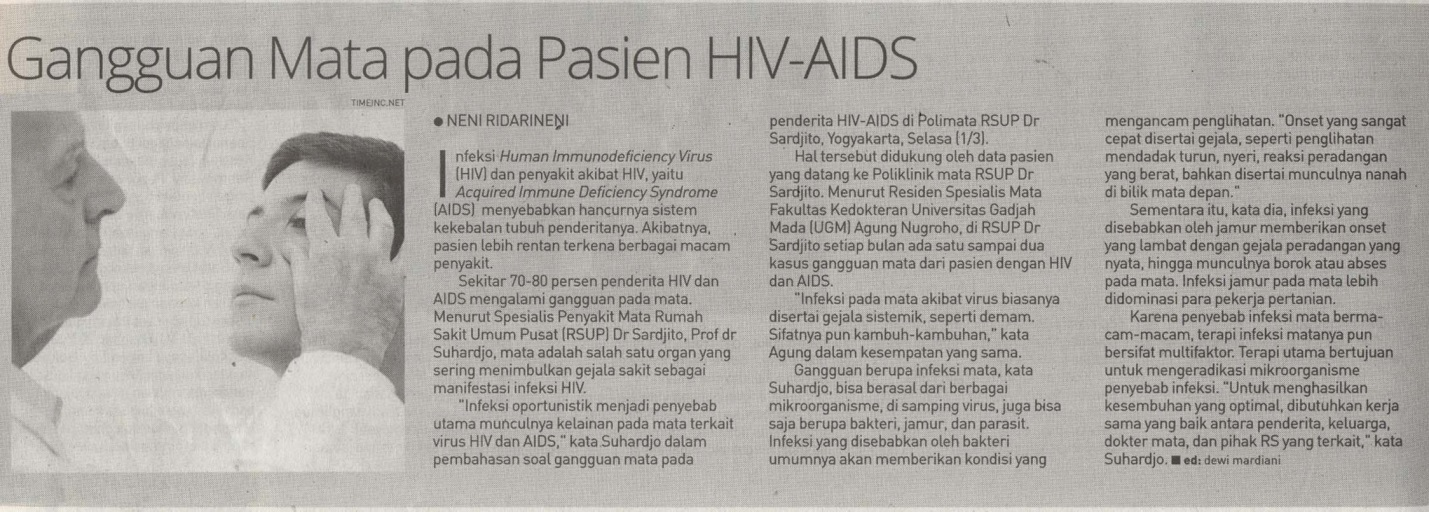 Gangguan Mata pada Pasien HIV-AIDS
TIMEINC.NET
● NENI RIDARINENI
Infeksi Human Immunodeficiency Virus
(HIV) dan penyakit akibat HIV, yaitu
Acquired Immune Deficiency Syndrome
(AIDS) menyebabkan hancurnya sistem
kekebalan tubuh penderitanya. Akibatnya,
pasien lebih rentan terkena berbagai macam
penyakit.
Sekitar 70-80 persen penderita HIV dan
AIDS mengalami gangguan pada mata.
Menurut Spesialis Penyakit Mata Rumah
Sakit Umum Pusat (RSUP) Dr Sardjito, Prof dr
Suhardjo, mata adalah salah satu organ yang
sering menimbulkan gejala sakit sebagai
manifestasi infeksi HIV.
"Infeksi oportunistik menjadi penyebab
utama munculnya kelainan pada mata terkait
virus HIV dan AIDS," kata Suhardjo dalam
pembahasan soal gangguan mata pada
penderita HIV-AIDS di Polimata RSUP Dr
Sardjito, Yogyakarta, Selasa (1/3).
Hal tersebut didukung oleh data pasien
yang datang ke Poliklinik mata RSUP Dr
Sardjito. Menurut Residen Spesialis Mata
Fakultas Kedokteran Universitas Gadjah
Mada (UGM) Agung Nugroho, di RSUP Dr
Sardjito setiap bulan ada satu sampai dua
kasus gangguan mata dari pasien dengan HIV
dan AIDS.
"Infeksi pada mata akibat virus biasanya
disertai gejala sistemik, seperti demam.
Sifatnya pun kambuh-kambuhan," kata
Agung dalam kesempatan yang sama.
Gangguan berupa infeksi mata, kata
Suhardjo, bisa berasal dari berbagai
mikroorganisme, di samping virus, juga bisa
saja berupa bakteri, jamur, dan parasit.
Infeksi yang disebabkan oleh bakteri
umumnya akan memberikan kondisi yang
mengancam penglihatan. "Onset yang sangat
cepat disertai gejala, seperti penglihatan
mendadak turun, nyeri, reaksi peradangan
yang berat, bahkan disertai munculnya nanah
di bilik mata depan."
Sementara itu, kata dia, infeksi yang
disebabkan oleh jamur memberikan onset
yang lambat dengan gejala peradangan yang
nyata, hingga munculnya borok atau abses
pada mata. Infeksi jamur pada mata lebih
didominasi para pekerja pertanian.
Karena penyebab infeksi mata berma-
cam-macam, terapi infeksi matanya pun
bersifat multifaktor. Terapi utama bertujuan
untuk mengeradikasi mikroorganisme
penyebab infeksi. "Untuk menghasilkan
kesembuhan yang optimal, dibutuhkan kerja
sama yang baik antara penderita, keluarga,
dokter mata, dan pihak RS yang terkait," kata
Suhardjo. ■ ed: dewi mardiani